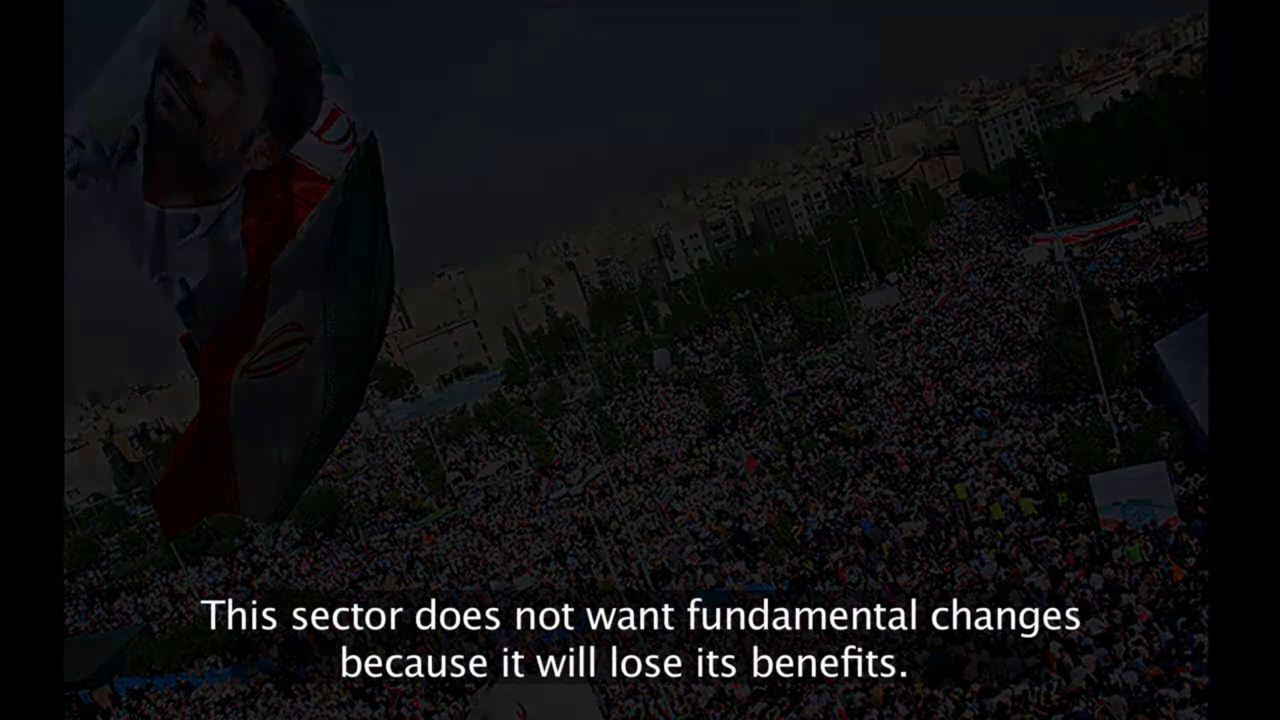 This sector does not want fundamental changes
because it will lose its benefits.